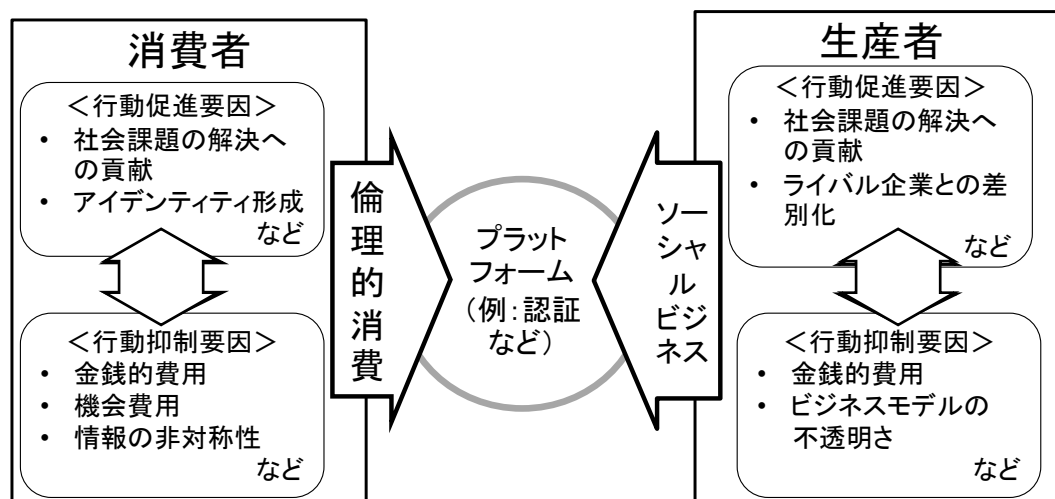 消費者
＜行動促進要因＞
• 社会課題の解決へ
の貢献
• アイデンティティ形成
など
＜行動抑制要因＞
• 金銭的費用
• 機会費用
• 情報の非対称性
など
倫理的消費
プラット
フォーム
（例：認証
など）
ソーシャルビジネス
生産者
＜行動促進要因＞
• 社会課題の解決へ
の貢献
• ライバル企業との差
別化
など
＜行動抑制要因＞
• 金銭的費用
• ビジネスモデルの
不透明さ
など